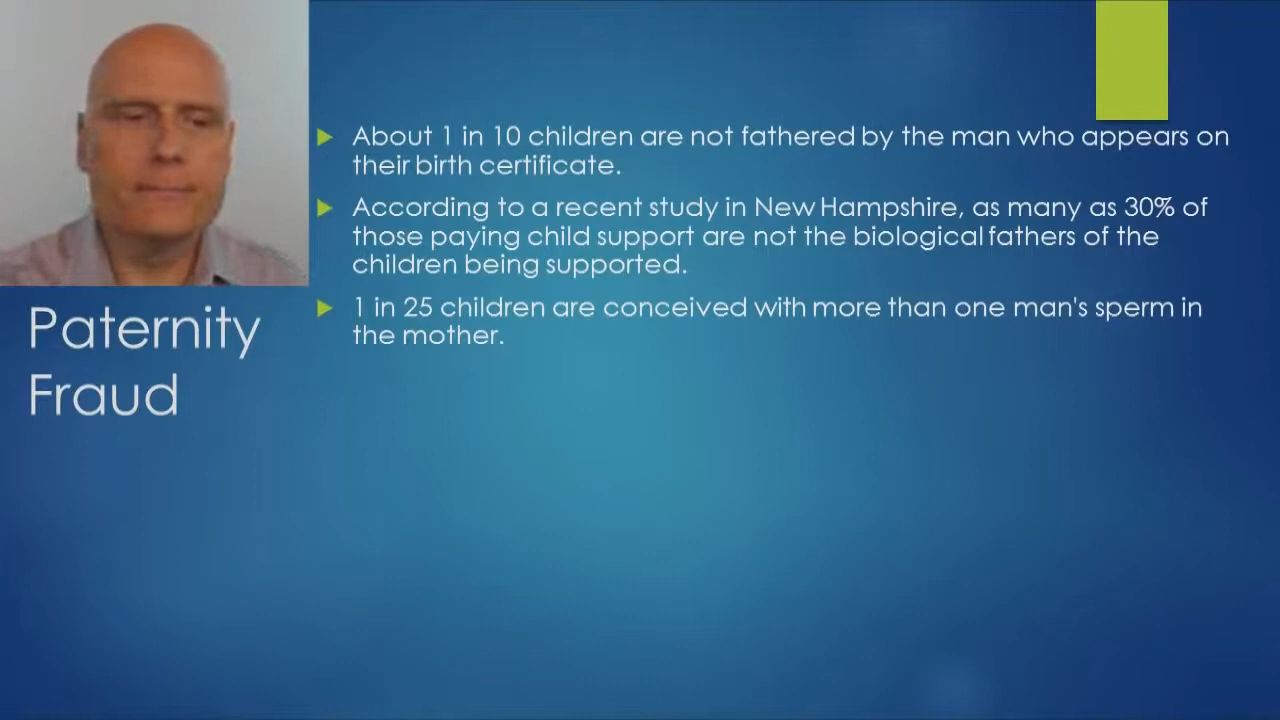 About 1 in 10 children are not fathered by the man who appears on
their birth certificate.
According to a recent study in New Hampshire, as many as 30% of
those paying child support are not the biological fathers of the
children being supported.
1 in 25 children are conceived with more than one man's sperm in
the mother.
Paternity
Fraud